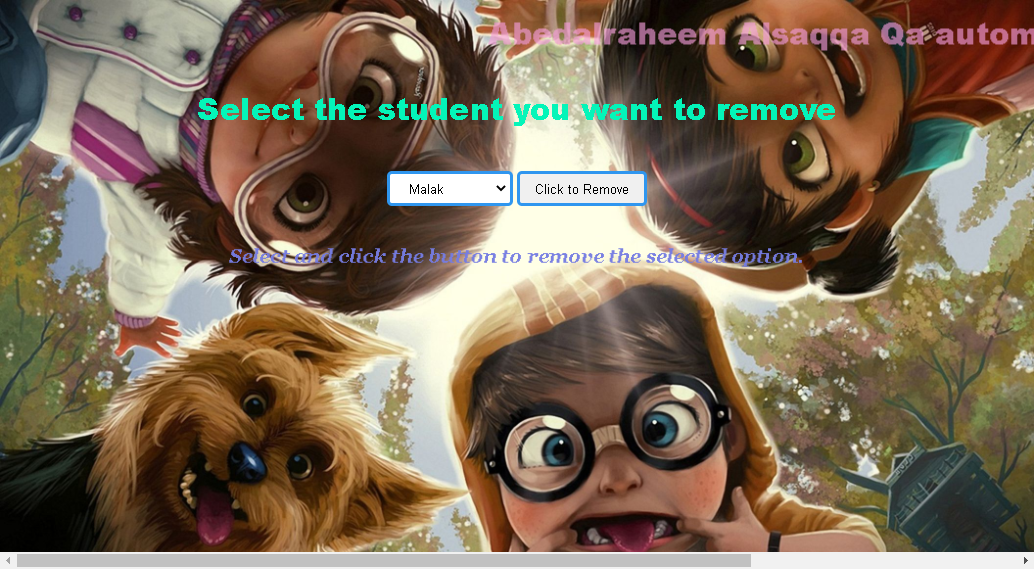 Abedalraheem Alsaqqa Qa autom
Select the student you want to remove
Malak
Click to Remove
Select and click the button to remove the selected option.